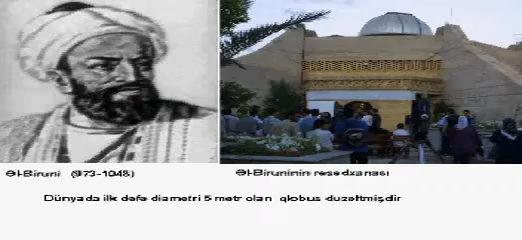 Əl-Biruni (973-1048)
Əl-Biruninin rəsədxanası
Dünyada ilk dəfə diametri 5 metr olan qlobus düzəltmişdir